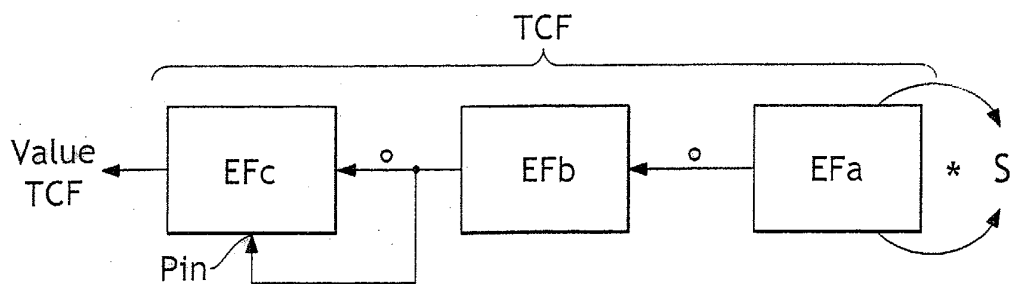 TCF
Value
TCF
EFc
EFb
EFa
*
S
Pin